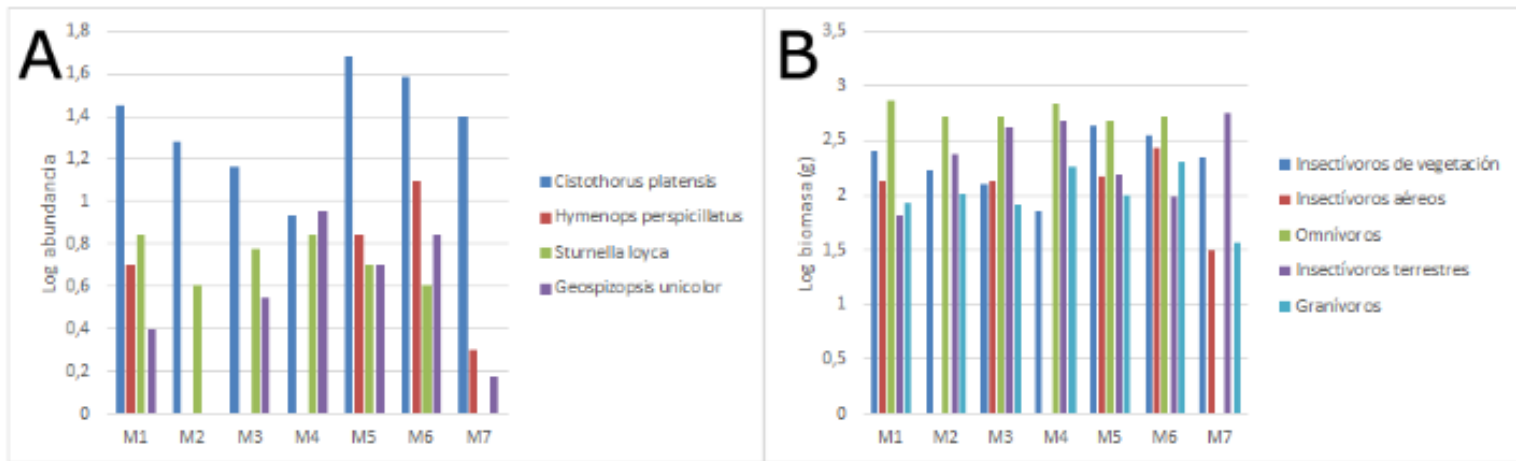 A
Log abundancia
1,8
1,6
1,4
1,2
1
0,8
0,6
0,4
0,2
0
M1 M2 M3 M4 M5 M6 M7
Cistothorus platensis
Hymenops perspicillatus
Sturnella loyca
Geospizopsis unicolor
B
Log biomasa (g)
3,5
3
2,5
2
1,5
1
0,5
0
M1 M2 M3 M4 M5 M6 M7
Insectívoros de vegetación
Insectívoros aéreos
Omnívoros
Insectívoros terrestres
Granívoros